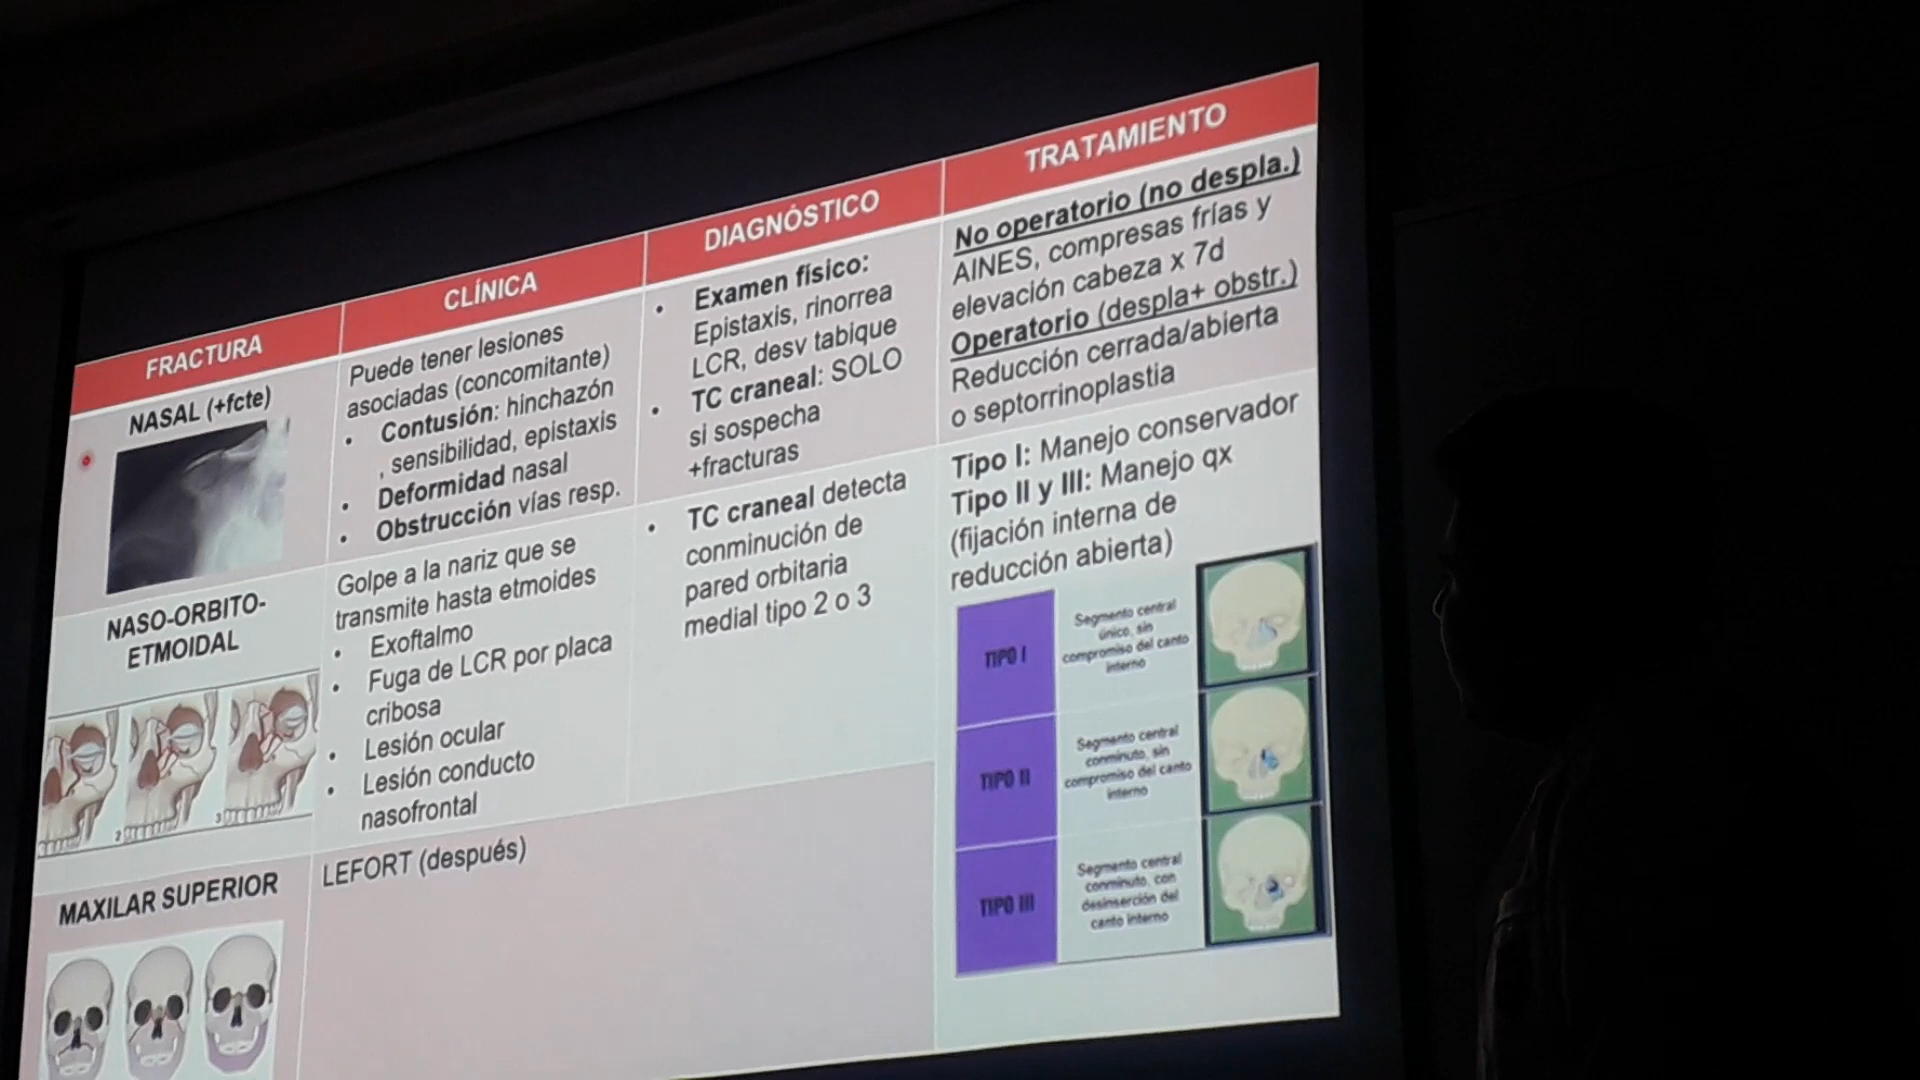 FRACTURA
CLÍNICA
DIAGNÓSTICO
TRATAMIENTO
NASAL (+fcte)
Puede tener lesiones
asociadas (concomitante)
• Contusión: hinchazón
, sensibilidad, epistaxis
• Deformidad nasal
• Obstrucción vías resp.
• Examen físico:
Epistaxis, rinorrea
LCR, desv tabique
• TC craneal: SOLO
si sospecha
+fracturas
No operatorio (no despla.)
AINES, compresas frías y
elevación cabeza x 7d
Operatorio (despla+ obstr.)
Reducción cerrada/abierta
o septorrinoplastia
NASO-ORBITO-
ETMOIDAL
2
3
Golpe a la nariz que se
transmite hasta etmoides
• Exoftalmo
• Fuga de LCR por placa
cribosa
• Lesión ocular
• Lesión conducto
nasofrontal
• TC craneal detecta
conminución de
pared orbitaria
medial tipo 2 o 3
Tipo I: Manejo conservador
Tipo II y III: Manejo qx
(fijación interna de
reducción abierta)
TIPO I
Segmento central
único, sin
compromiso del canto
interno
TIPO II
Segmento central
conminuto, sin
compromiso del canto
interno
TIPO III
Segmento central
conminuto, con
desinserción del
canto interno
MAXILAR SUPERIOR
LEFORT (después)